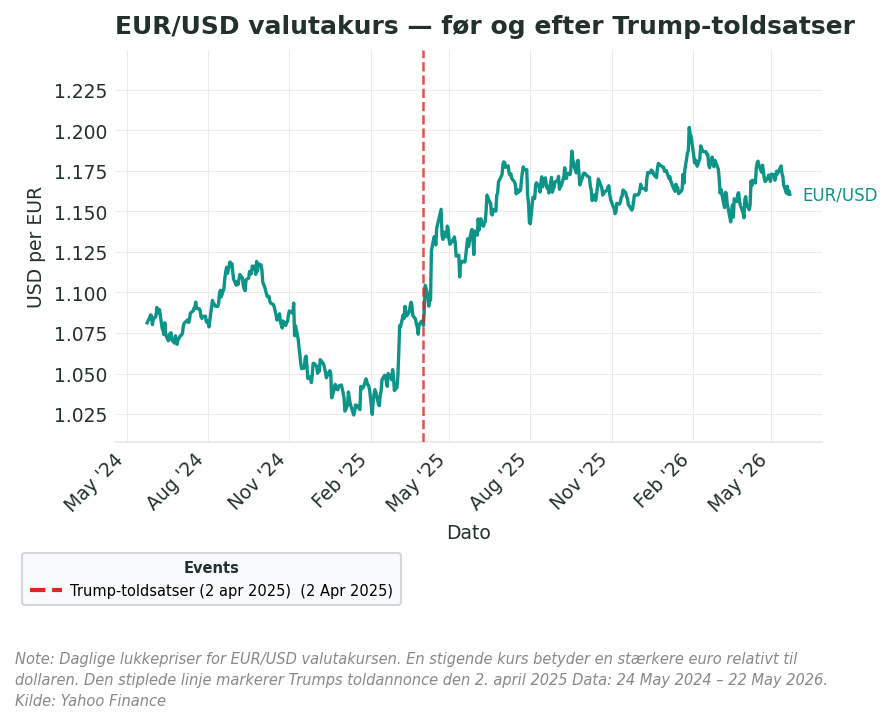 EUR/USD valutakurs — før og efter Trump-toldsatser
USD per EUR
1.225
1.200
1.175
1.150
1.125
1.100
1.075
1.050
1.025
EUR/USD
May '24
Aug '24
Nov '24
Feb '25
May '25
Aug '25
Nov '25
Feb '26
May '26
Dato
Events
Trump-toldsatser (2 apr 2025)  (2 Apr 2025)
Note: Daglige lukkepriser for EUR/USD valutakursen. En stigende kurs betyder en stærkere euro relativt til
dollaren. Den stiplede linje markerer Trumps toldannonce den 2. april 2025 Data: 24 May 2024 – 22 May 2026.
Kilde: Yahoo Finance